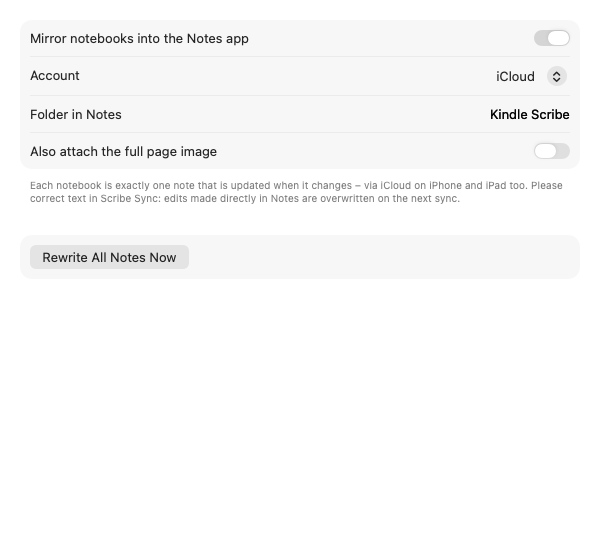 Mirror notebooks into the Notes app
Account iCloud
Folder in Notes Kindle Scribe
Also attach the full page image
Each notebook is exactly one note that is updated when it changes – via iCloud on iPhone and iPad too. Please
correct text in Scribe Sync: edits made directly in Notes are overwritten on the next sync.
Rewrite All Notes Now